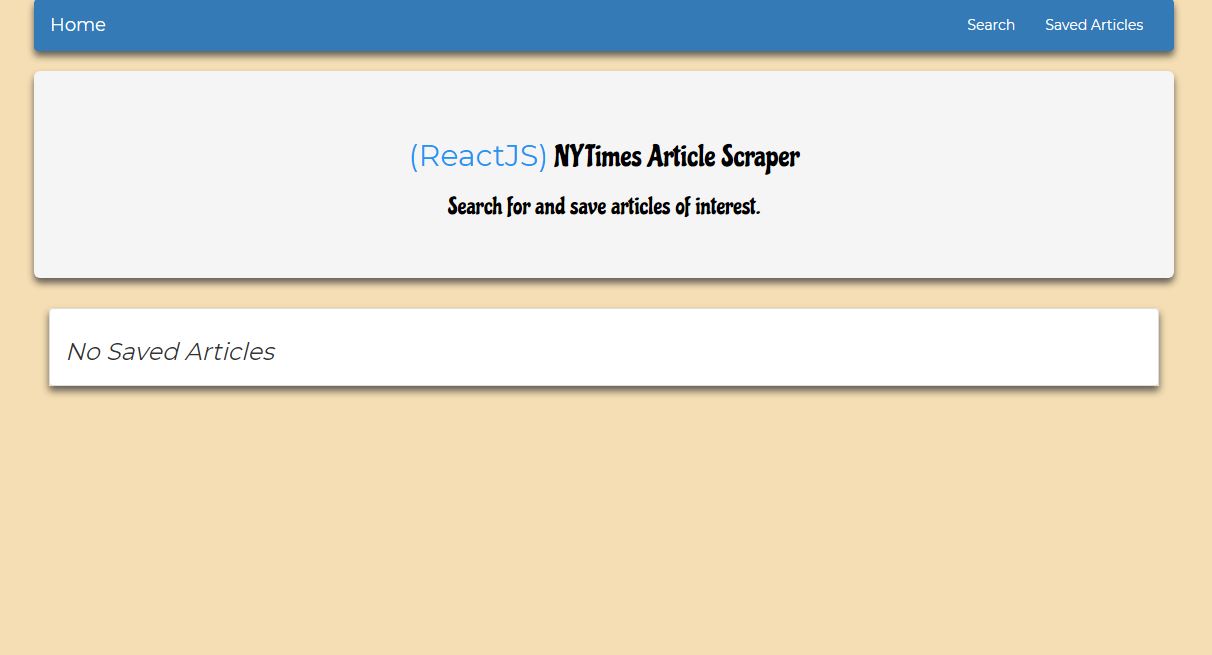 Home Search Saved Articles
(ReactJS) NYTimes Article Scraper
Search for and save articles of interest.
No Saved Articles